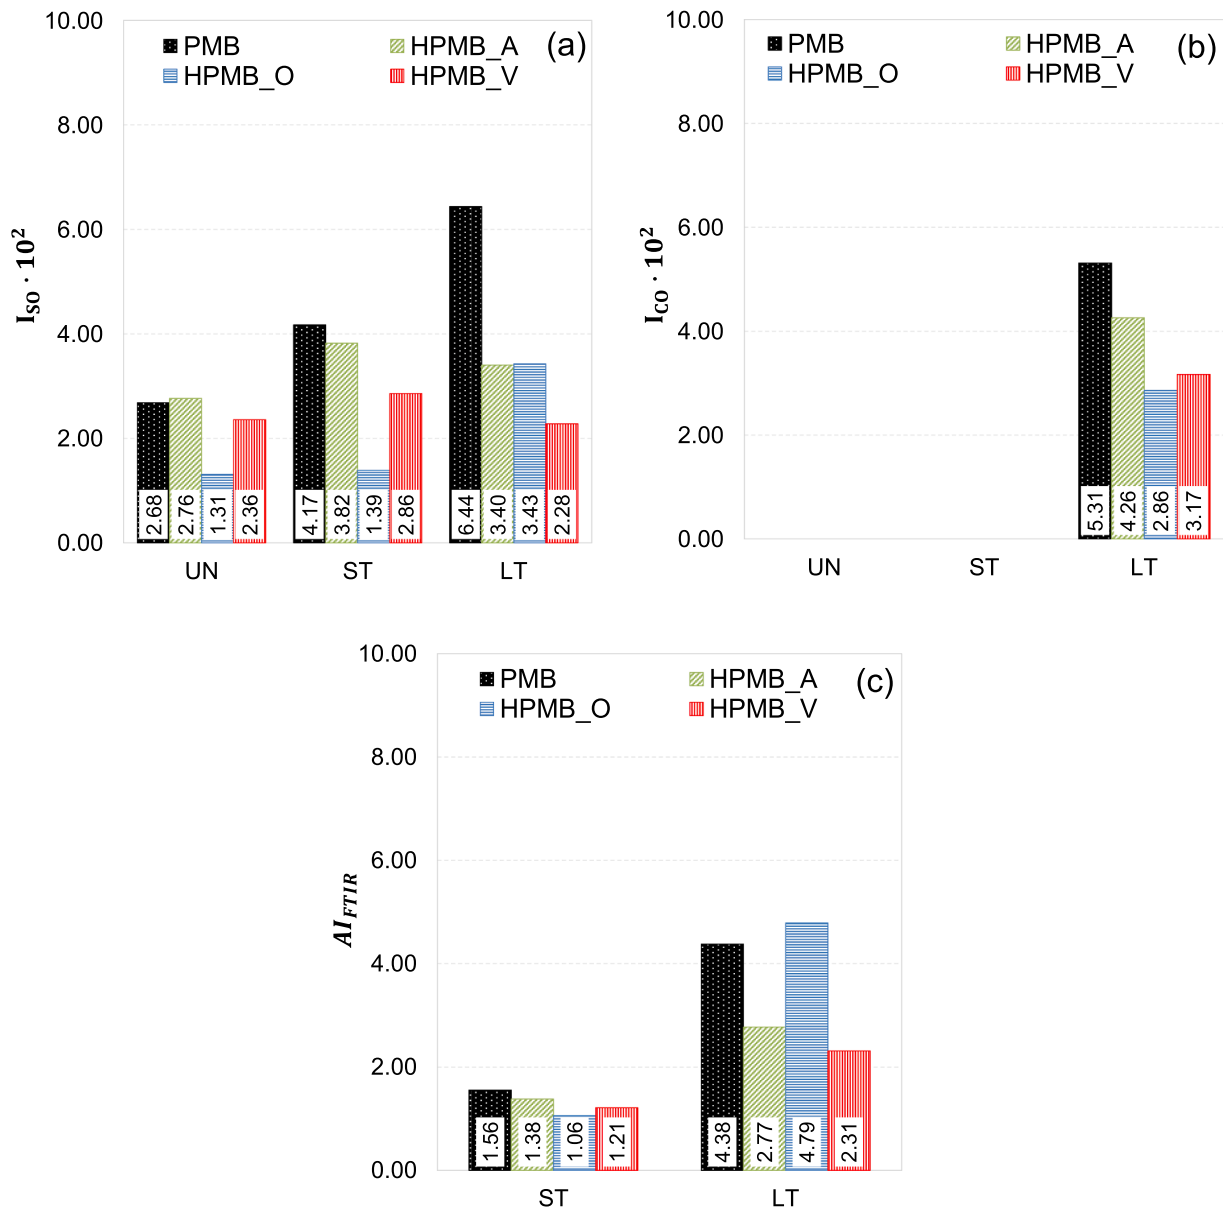 (a)
PMB HPMB_A
HPMB_O HPMB_V
10.00
8.00
6.00
4.00
2.00
0.00
I_SO · 10²
2.68 2.76 1.31 2.36 4.17 3.82 1.39 2.86 6.44 3.40 3.43 2.28
UN ST LT
(b)
PMB HPMB_A
HPMB_O HPMB_V
10.00
8.00
6.00
4.00
2.00
0.00
I_CO · 10²
5.31 4.26 2.86 3.17
UN ST LT
(c)
PMB HPMB_A
HPMB_O HPMB_V
10.00
8.00
6.00
4.00
2.00
0.00
AI_FTIR
1.56 1.38 1.06 1.21 4.38 2.77 4.79 2.31
ST LT